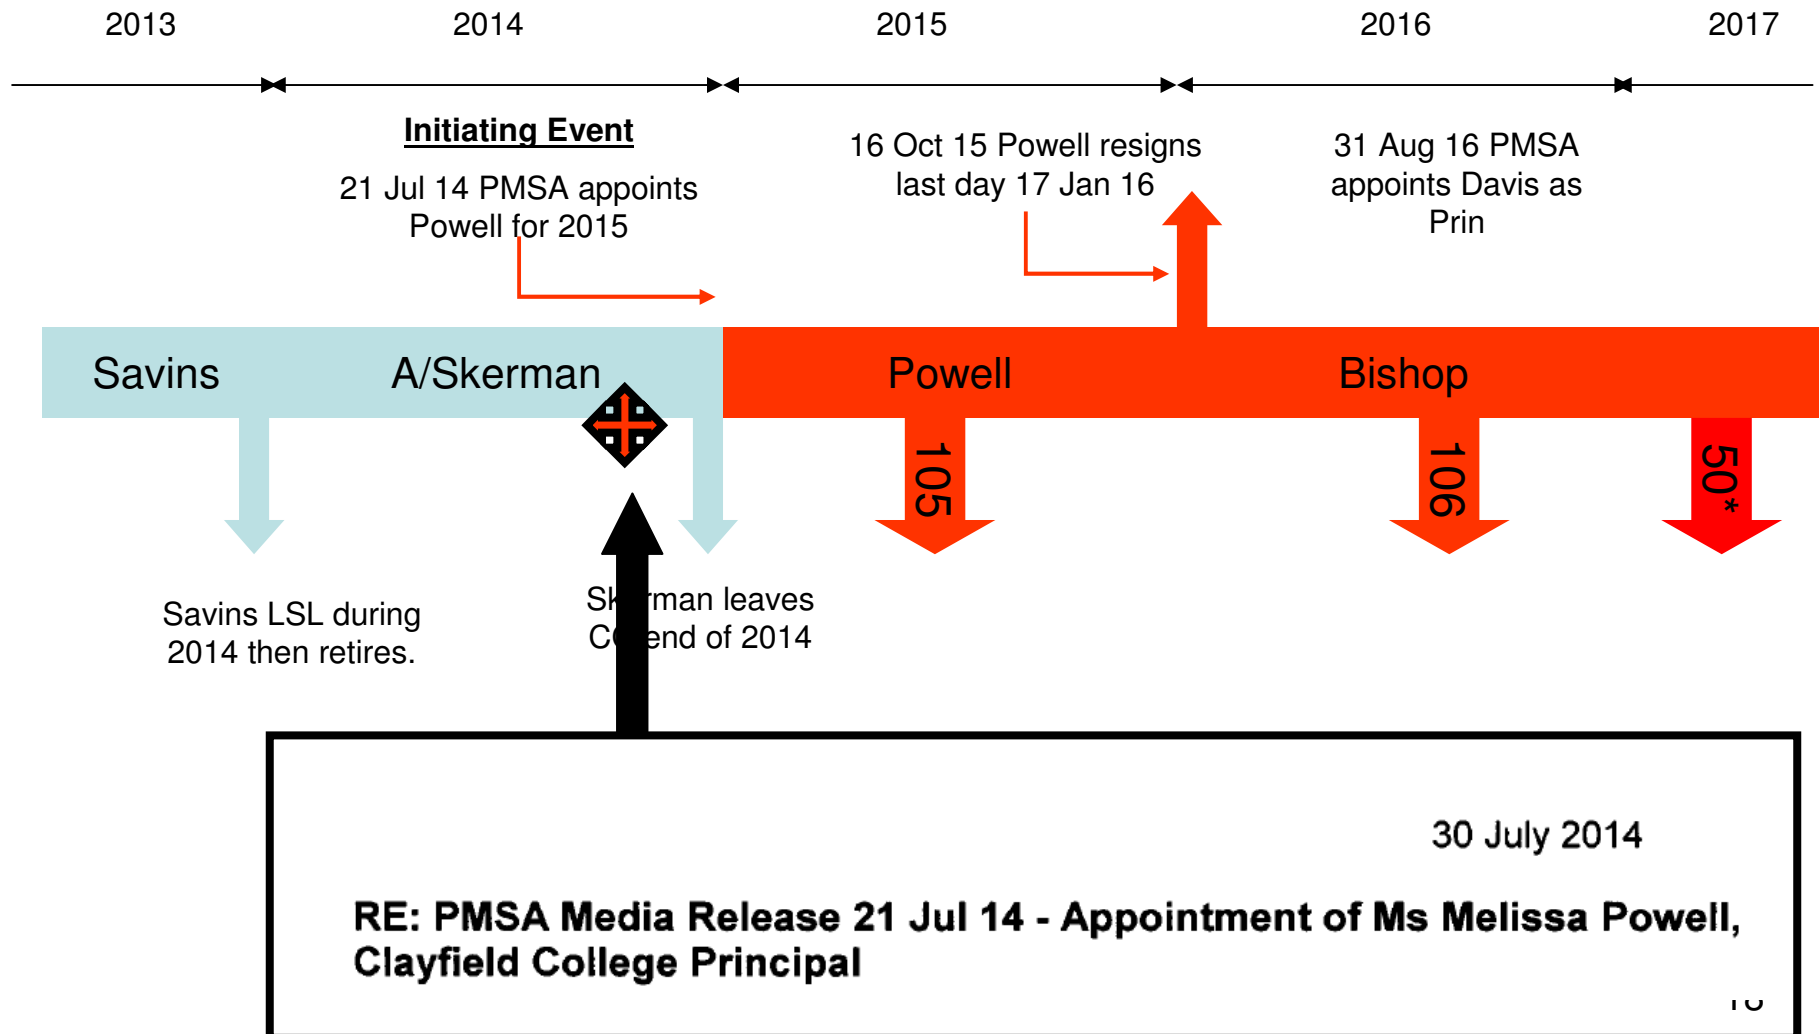 2013 2014 2015 2016 2017
Initiating Event
21 Jul 14 PMSA appoints
Powell for 2015
16 Oct 15 Powell resigns
last day 17 Jan 16
31 Aug 16 PMSA
appoints Davis as
Prin
Savins A/Skerman Powell Bishop
105
106
50*
Savins LSL during
2014 then retires.
leaves
end of 2014
30 July 2014
RE: PMSA Media Release 21 Jul 14 - Appointment of Ms Melissa Powell,
Clayfield College Principal